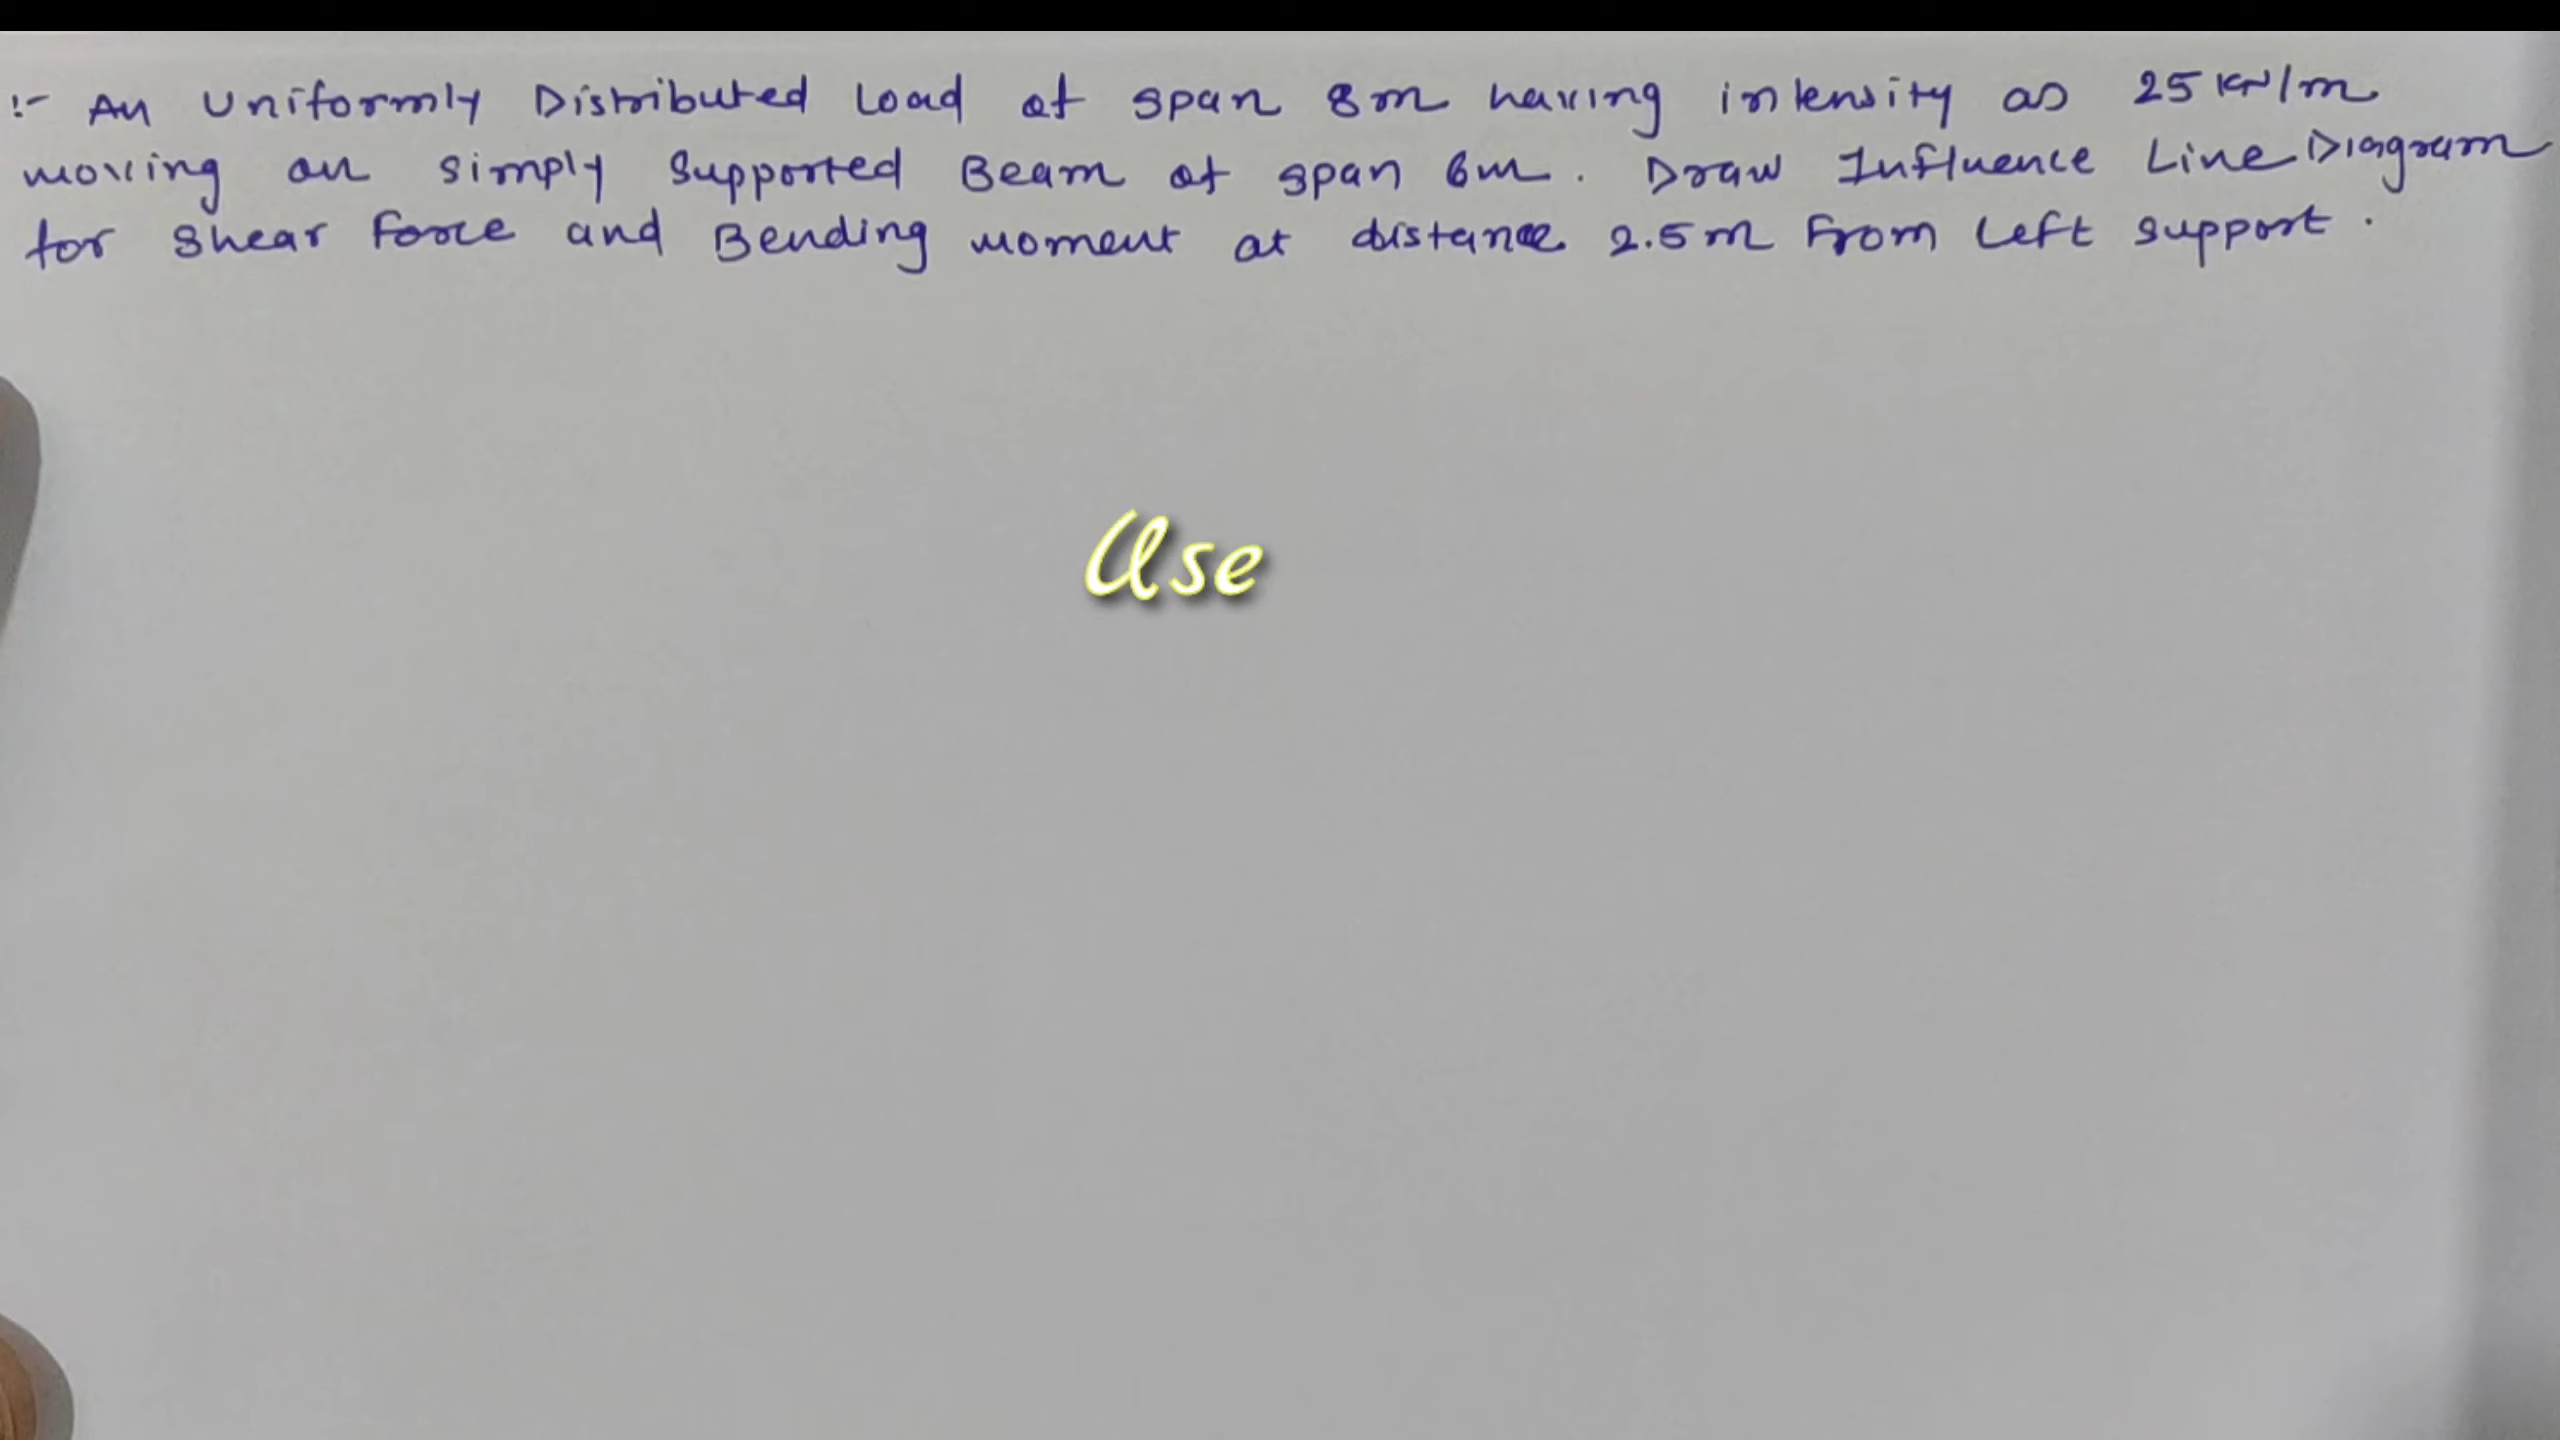 :- An Uniformly Distributed Load of span 8m having intensity as 25 kN/m
moving on simply supported Beam of span 6m. Draw Influence Line Diagram
for Shear Force and Bending moment at distance 2.5m From Left support.
Use